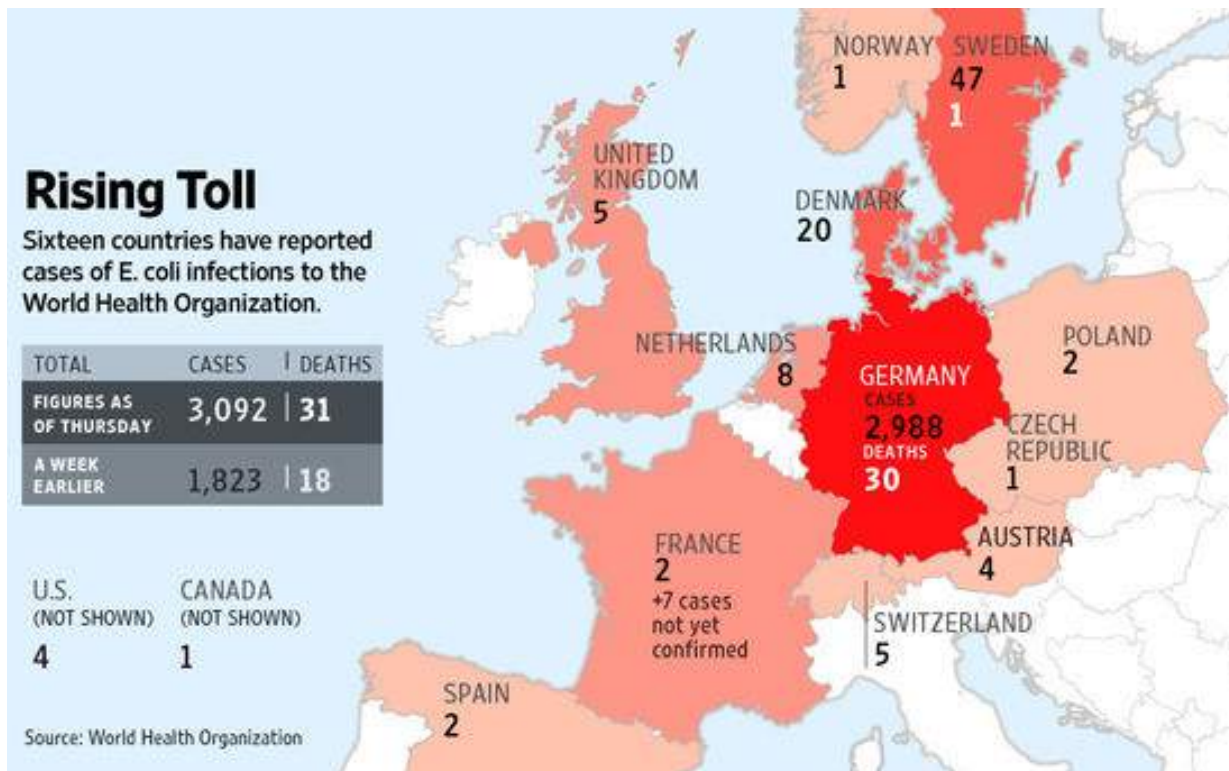 Rising Toll
Sixteen countries have reported
cases of E. coli infections to the
World Health Organization.
TOTAL CASES DEATHS
FIGURES AS
OF THURSDAY
3,092 31
A WEEK
EARLIER
1,823 18
U.S.
(NOT SHOWN)
4
CANADA
(NOT SHOWN)
1
Source: World Health Organization
NORWAY
1
SWEDEN
47
1
UNITED
KINGDOM
5
DENMARK
20
NETHERLANDS
8
GERMANY
CASES
2,988
DEATHS
30
POLAND
2
CZECH
REPUBLIC
1
AUSTRIA
4
FRANCE
2
+7 cases
not yet
confirmed
SWITZERLAND
5
SPAIN
2